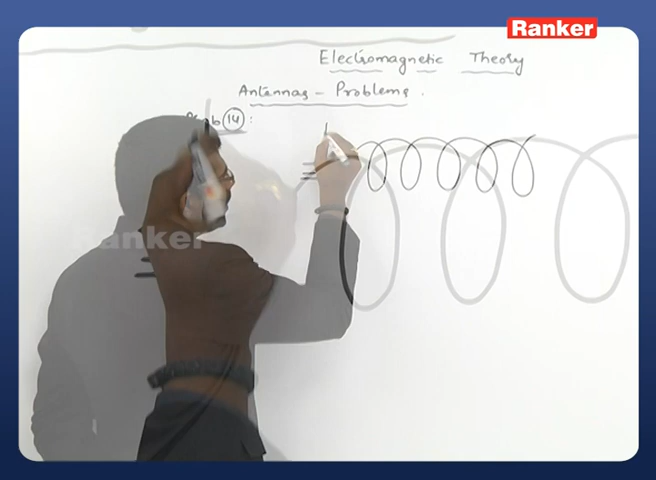 Ranker
Electromagnetic Theory
Antennas - Problems.
Prob 14 :
Ranker